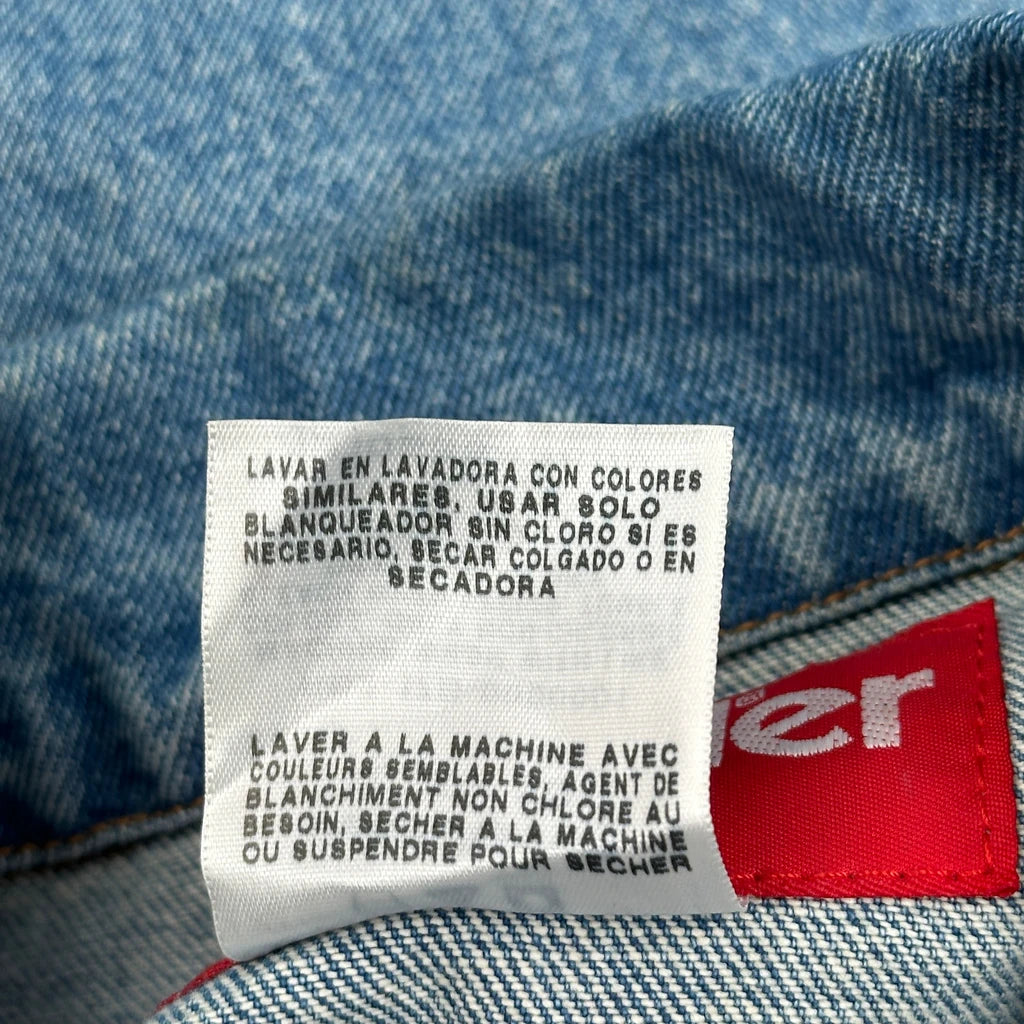 LAVAR EN LAVADORA CON COLORES
SIMILARES, USAR SOLO
BLANQUEADOR SIN CLORO SI ES
NECESARIO, SECAR COLGADO O EN
SECADORA
LAVER A LA MACHINE AVEC
COULEURS SEMBLABLES, AGENT DE
BLANCHIMENT NON CHLORE AU
BESOIN, SECHER A LA MACHINE
OU SUSPENDRE POUR SECHER